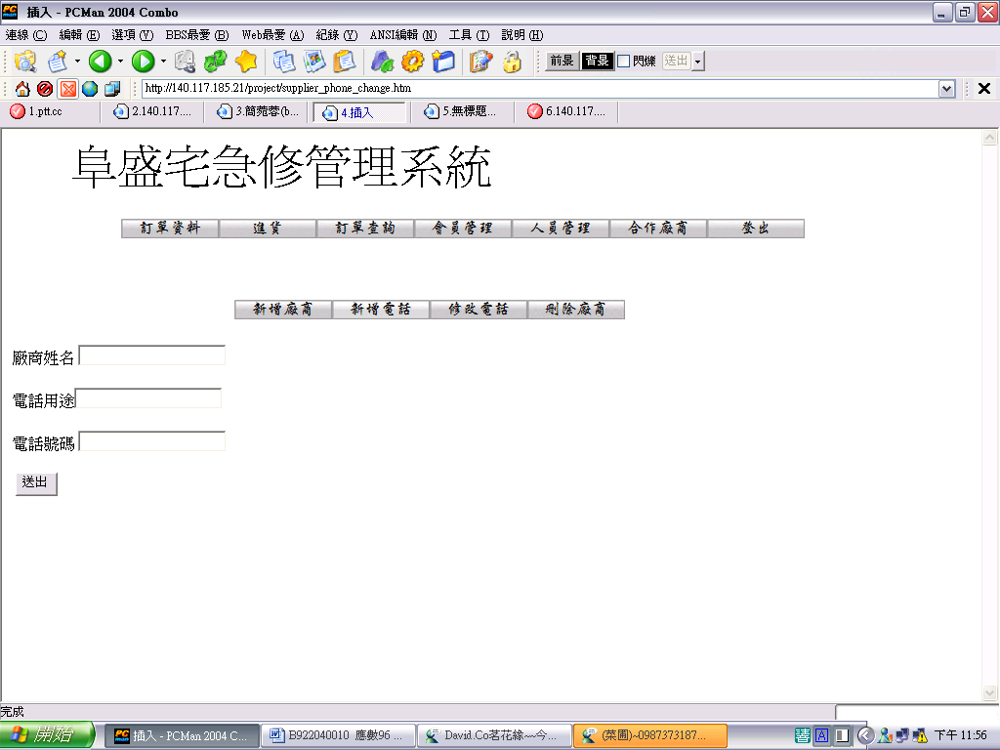 插入 - PCMan 2004 Combo
連線 (C) 編輯 (E) 選項 (V) BBS最愛 (B) Web最愛 (A) 紀錄 (Y) ANSI編輯 (N) 工具 (T) 說明 (H)
前景 背景 閃爍 送出
http://140.117.185.21/project/supplier_phone_change.htm
1.ptt.cc 2.140.117.... 3.簡苑蓉(b... 4.插入 5.無標題... 6.140.117....
阜盛宅急修管理系統
訂單資料 進貨 訂單查詢 會員管理 人員管理 合作廠商 登出
新增廠商 新增電話 修改電話 刪除廠商
廠商姓名
電話用途
電話號碼
送出
完成
開始 插入 - PCMan 2004 C... B922040010 應數96 ... David.Co茗花緣~~今... (菜圃)~0987373187... 下午 11:56